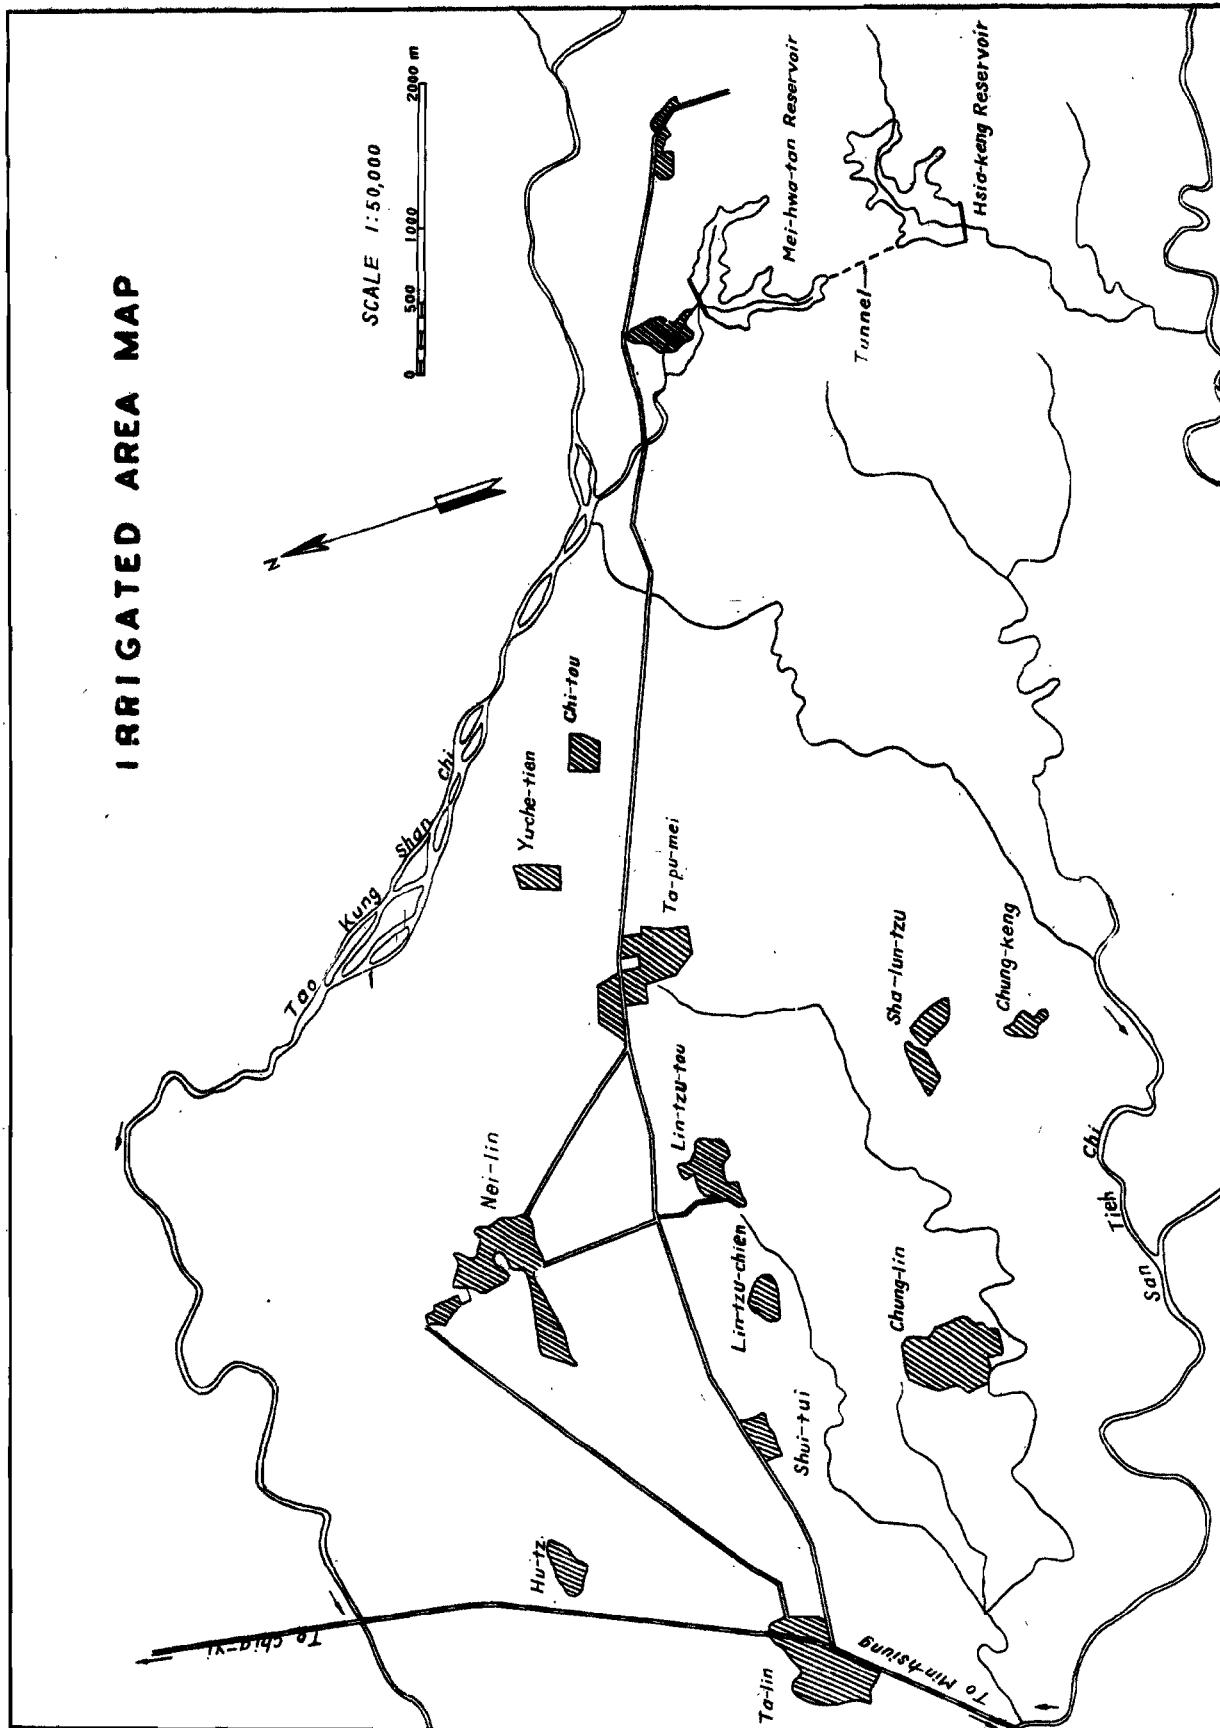 IRRIGATED AREA MAP
SCALE 1:50,000
0 500 1000 2000 m
N
Tao Kung Shan Chi
Mei-hwa-tan Reservoir
Hsia-keng Reservoir
Tunnel
Chi-tou
Yu-che-tien
Ta-pu-mei
Sha-lun-tzu
Chung-keng
Nei-lin
Lin-tzu-tou
Lin-tzu-chien
Chung-lin
San Tieh Chi
Shui-tui
Hu-tz
To chia-yi
Ta-lin
To Min-hsiung